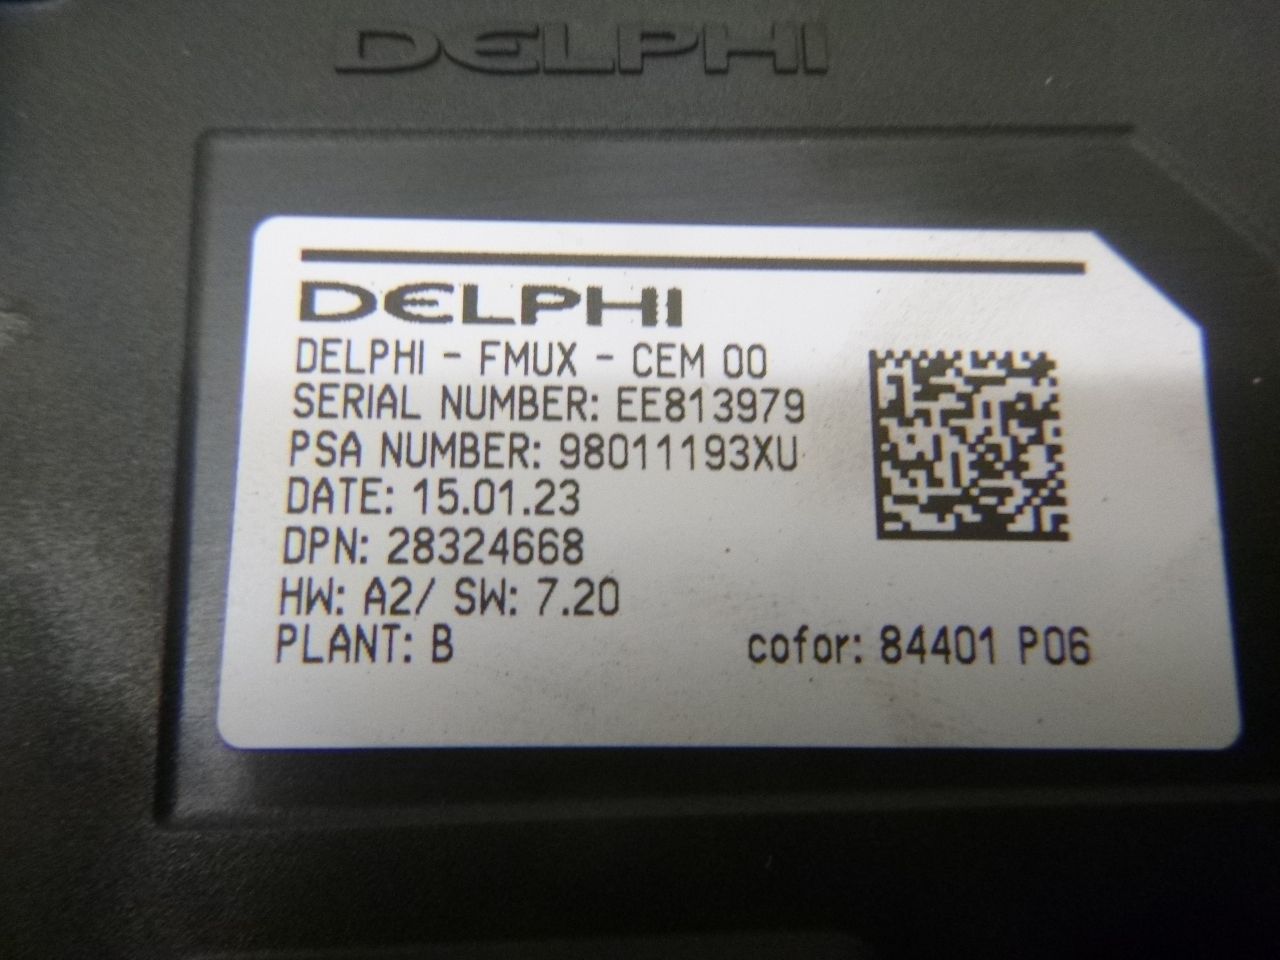 DELPHI
DELPHI
DELPHI - FMUX - CEM 00
SERIAL NUMBER: EE813979
PSA NUMBER: 98011193XU
DATE: 15.01.23
DPN: 28324668
HW: A2/ SW: 7.20
PLANT: B
cofor: 84401 P06